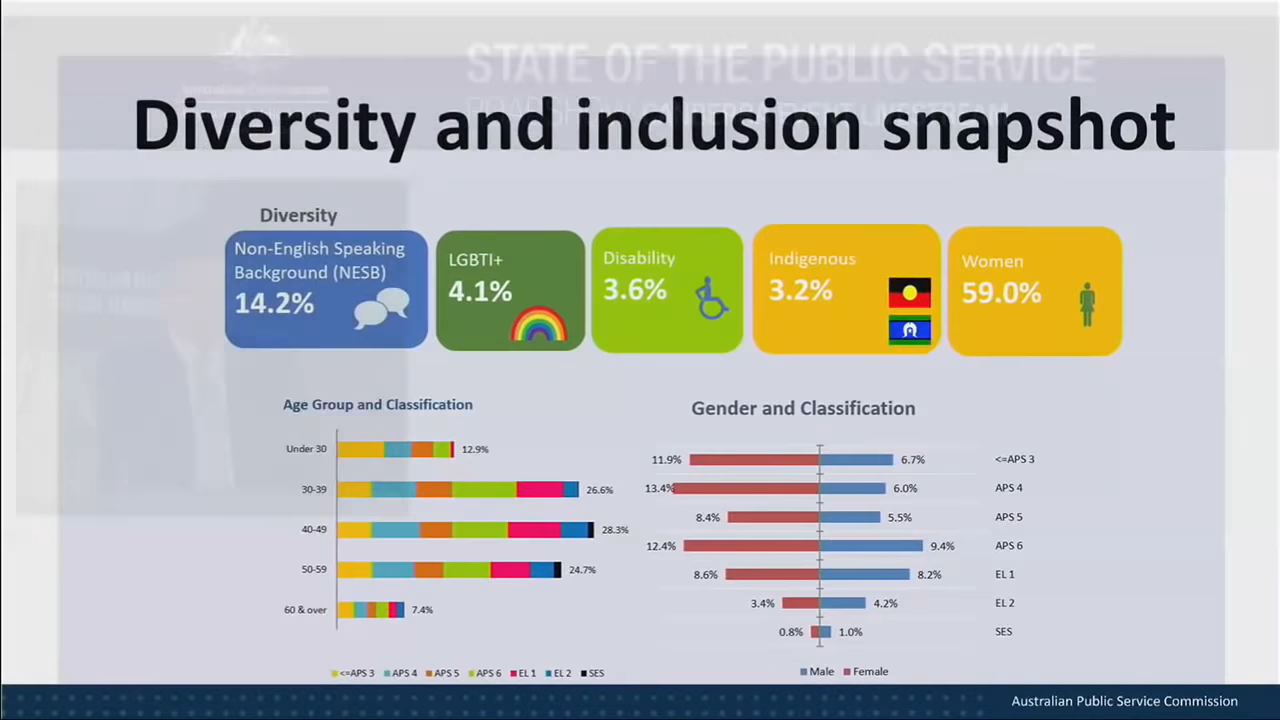 STATE OF THE PUBLIC SERVICE
Diversity and inclusion snapshot
Diversity
Non-English Speaking
Background (NESB)
14.2%
LGBTI+
4.1%
Disability
3.6%
Indigenous
3.2%
Women
59.0%
Age Group and Classification
Under 30
12.9%
30-39
26.6%
40-49
28.3%
50-59
24.7%
60 & over
7.4%
<=APS 3 APS 4 APS 5 APS 6 EL 1 EL 2 SES
Gender and Classification
11.9% 6.7% <=APS 3
13.4% 6.0% APS 4
8.4% 5.5% APS 5
12.4% 9.4% APS 6
8.6% 8.2% EL 1
3.4% 4.2% EL 2
0.8% 1.0% SES
Male Female
Australian Public Service Commission